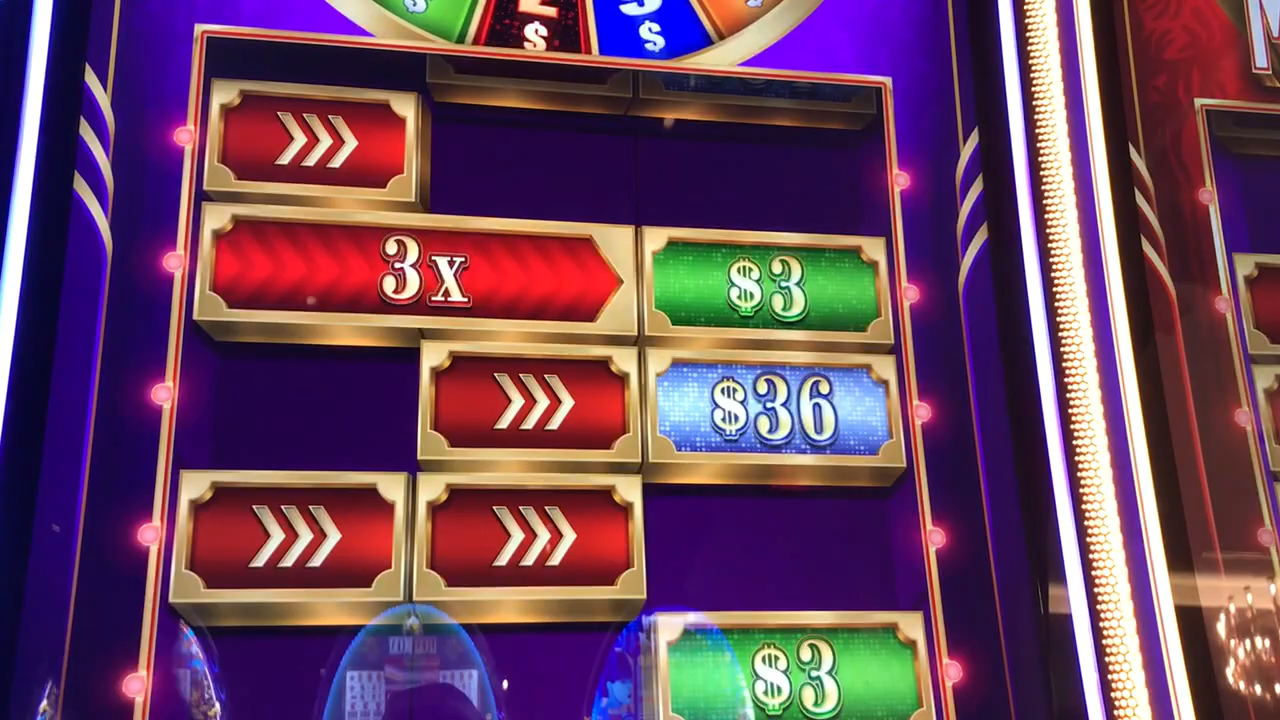 $ $ $ $
3x $3
$36
$3